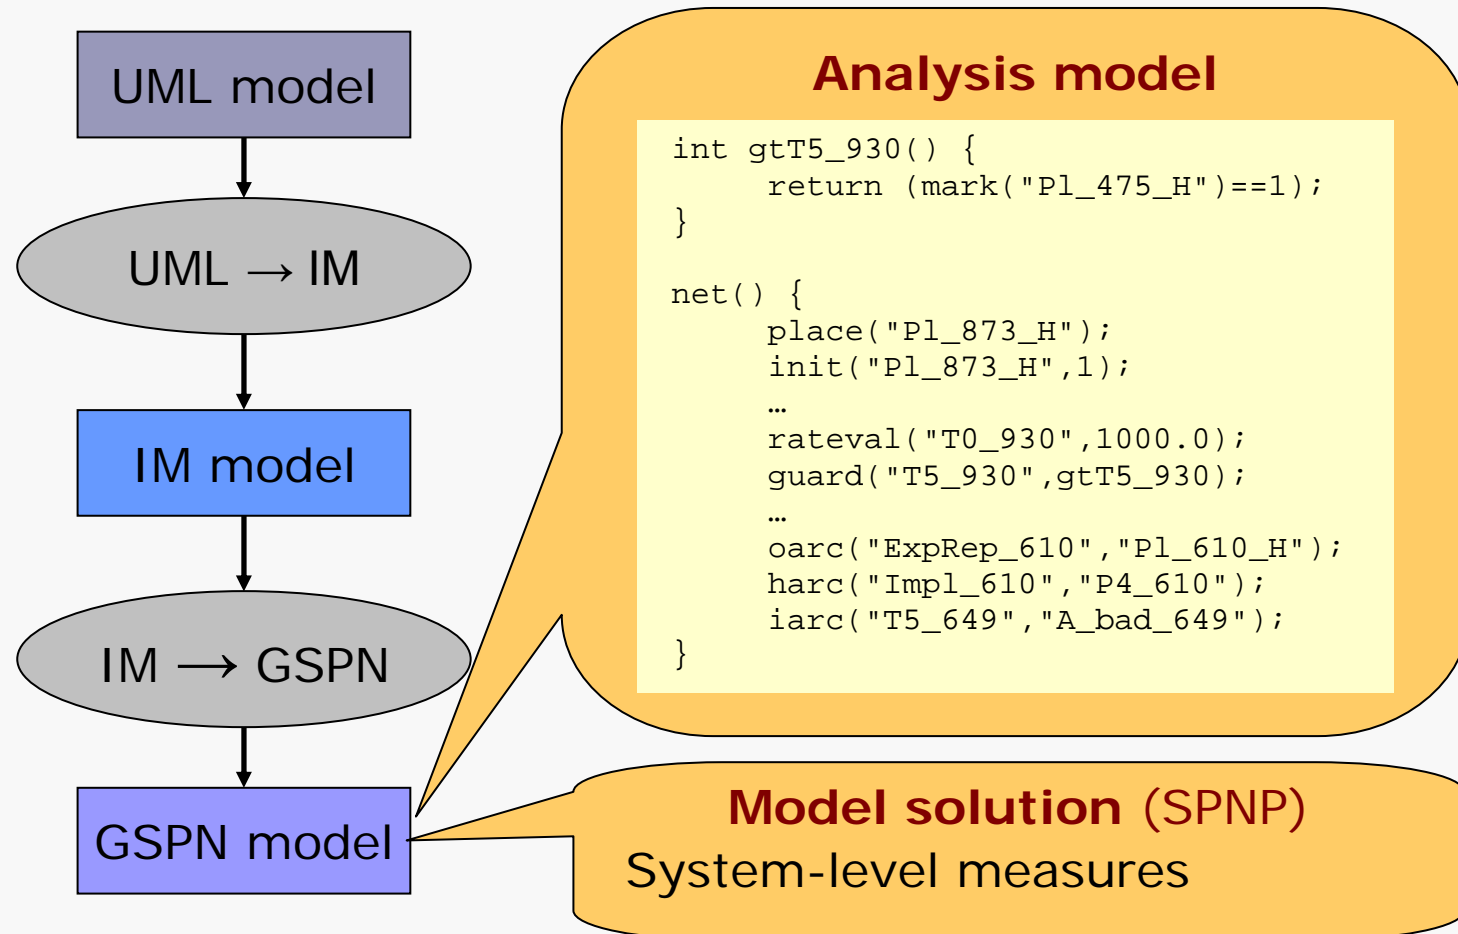 UML model
UML → IM
IM model
IM → GSPN
GSPN model
Analysis model
int gtT5_930() {
return (mark("Pl_475_H")==1);
}
net() {
place("Pl_873_H");
init("Pl_873_H",1);
…
rateval("T0_930",1000.0);
guard("T5_930",gtT5_930);
…
oarc("ExpRep_610","Pl_610_H");
harc("Impl_610","P4_610");
iarc("T5_649","A_bad_649");
}
Model solution (SPNP)
System-level measures